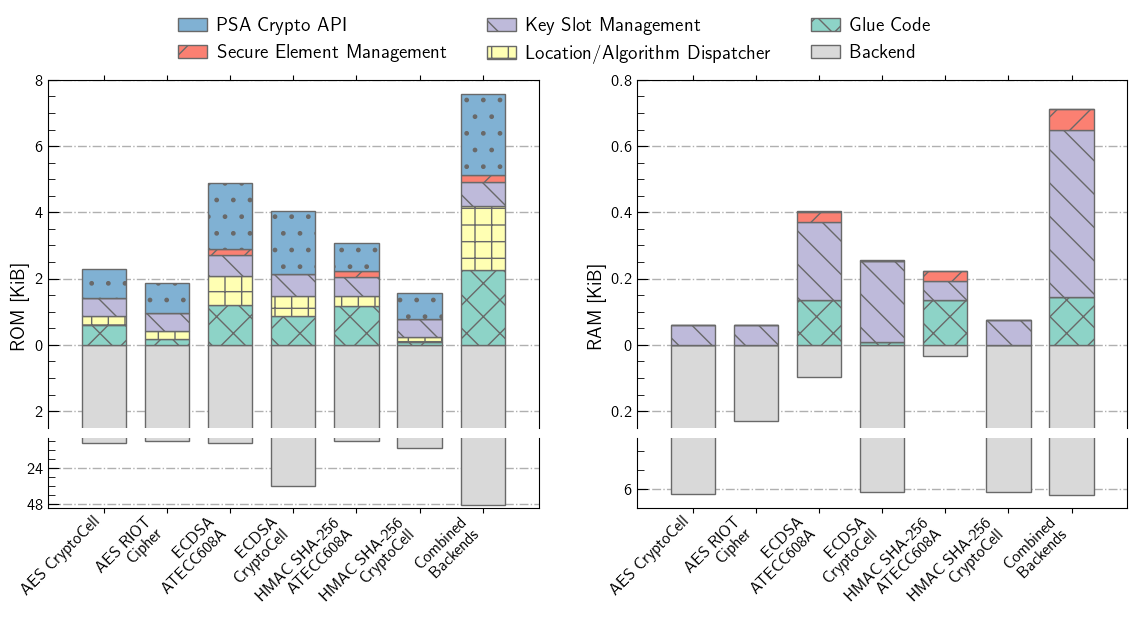 PSA Crypto API
Secure Element Management
Key Slot Management
Location/Algorithm Dispatcher
Glue Code
Backend
ROM [KiB]
8
6
4
2
0
2
24
48
AES CryptoCell
AES RIOT
Cipher
ECDSA
ATECC608A
ECDSA
CryptoCell
HMAC SHA-256
ATECC608A
HMAC SHA-256
CryptoCell
Combined
Backends
RAM [KiB]
0.8
0.6
0.4
0.2
0
0.2
6
AES CryptoCell
AES RIOT
Cipher
ECDSA
ATECC608A
ECDSA
CryptoCell
HMAC SHA-256
ATECC608A
HMAC SHA-256
CryptoCell
Combined
Backends